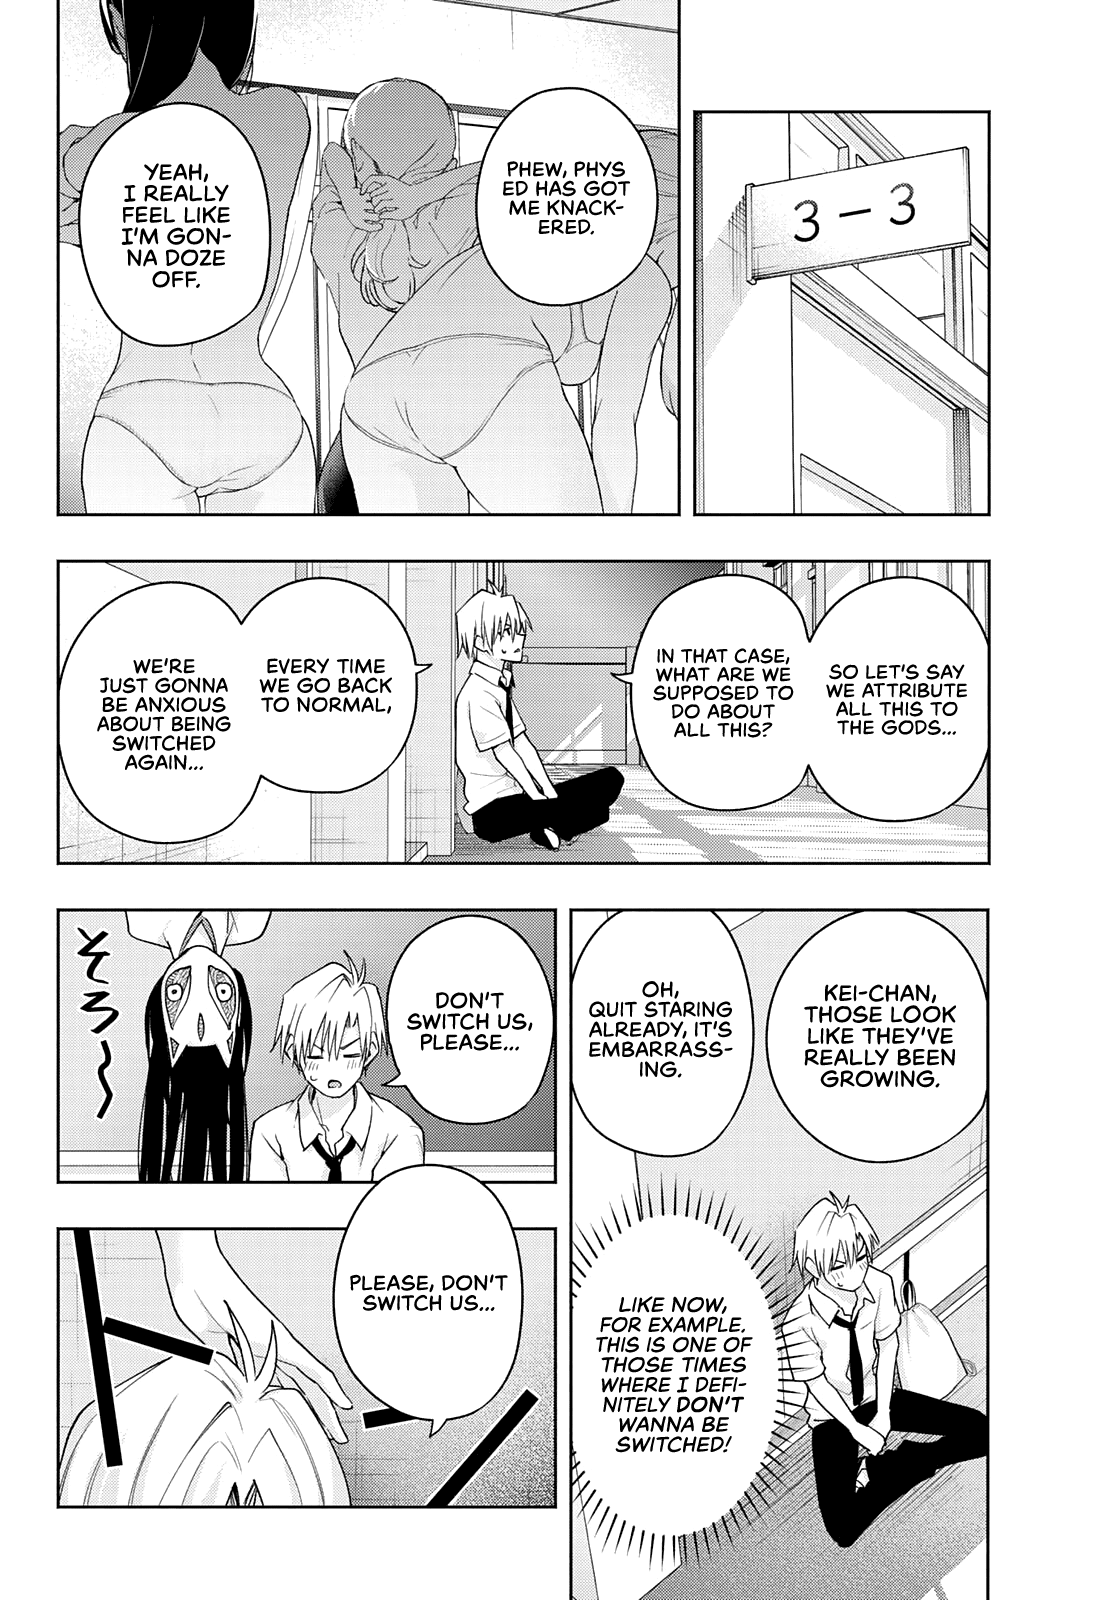 3-3
PHEW, PHYS
ED HAS GOT
ME KNACK-
ERED.
YEAH,
I REALLY
FEEL LIKE
I'M GON-
NA DOZE
OFF.
SO LET'S SAY
WE ATTRIBUTE
ALL THIS TO
THE GODS...
IN THAT CASE,
WHAT ARE WE
SUPPOSED TO
DO ABOUT
ALL THIS?
EVERY TIME
WE GO BACK
TO NORMAL,
WE'RE
JUST GONNA
BE ANXIOUS
ABOUT BEING
SWITCHED
AGAIN...
KEI-CHAN,
THOSE LOOK
LIKE THEY'VE
REALLY BEEN
GROWING.
OH,
QUIT STARING
ALREADY, IT'S
EMBARRASS-
ING.
LIKE NOW,
FOR EXAMPLE.
THIS IS ONE OF
THOSE TIMES
WHERE I DEFI-
NITELY DON'T
WANNA BE
SWITCHED!
DON'T
SWITCH US,
PLEASE...
そろ〜
PLEASE, DON'T
SWITCH US...